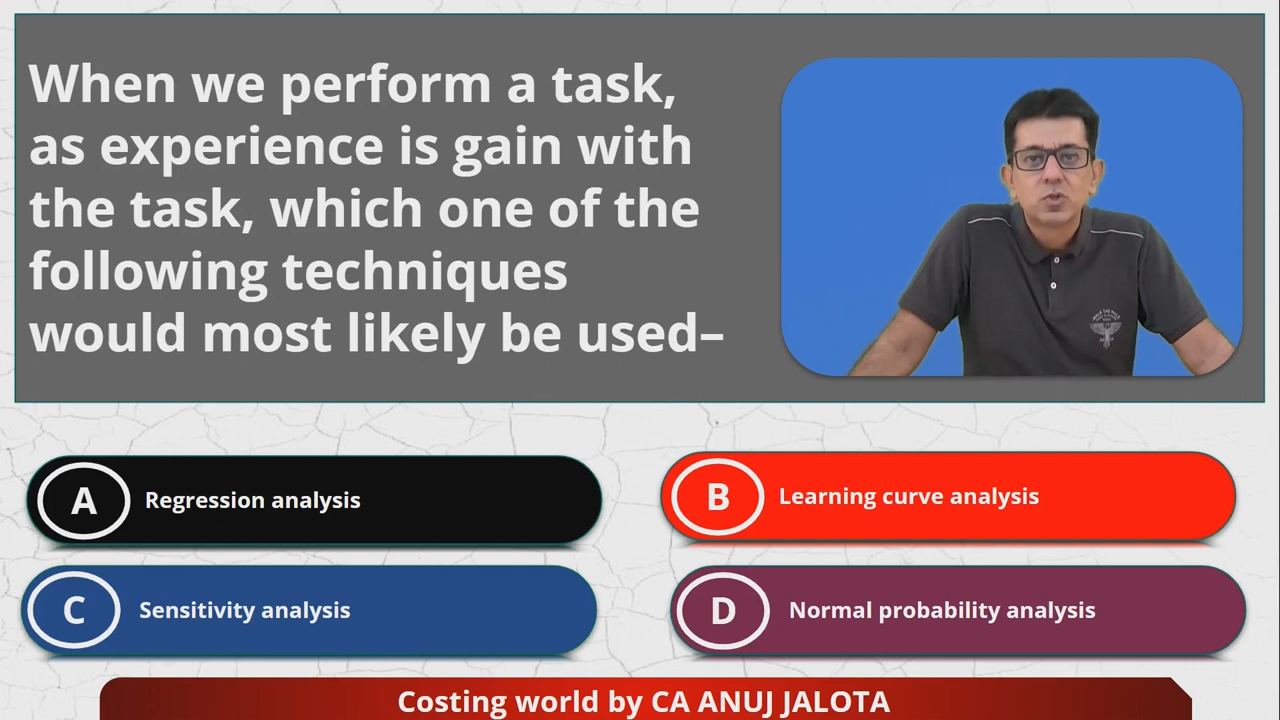 When we perform a task,
as experience is gain with
the task, which one of the
following techniques
would most likely be used–
A Regression analysis
B Learning curve analysis
C Sensitivity analysis
D Normal probability analysis
Costing world by CA ANUJ JALOTA